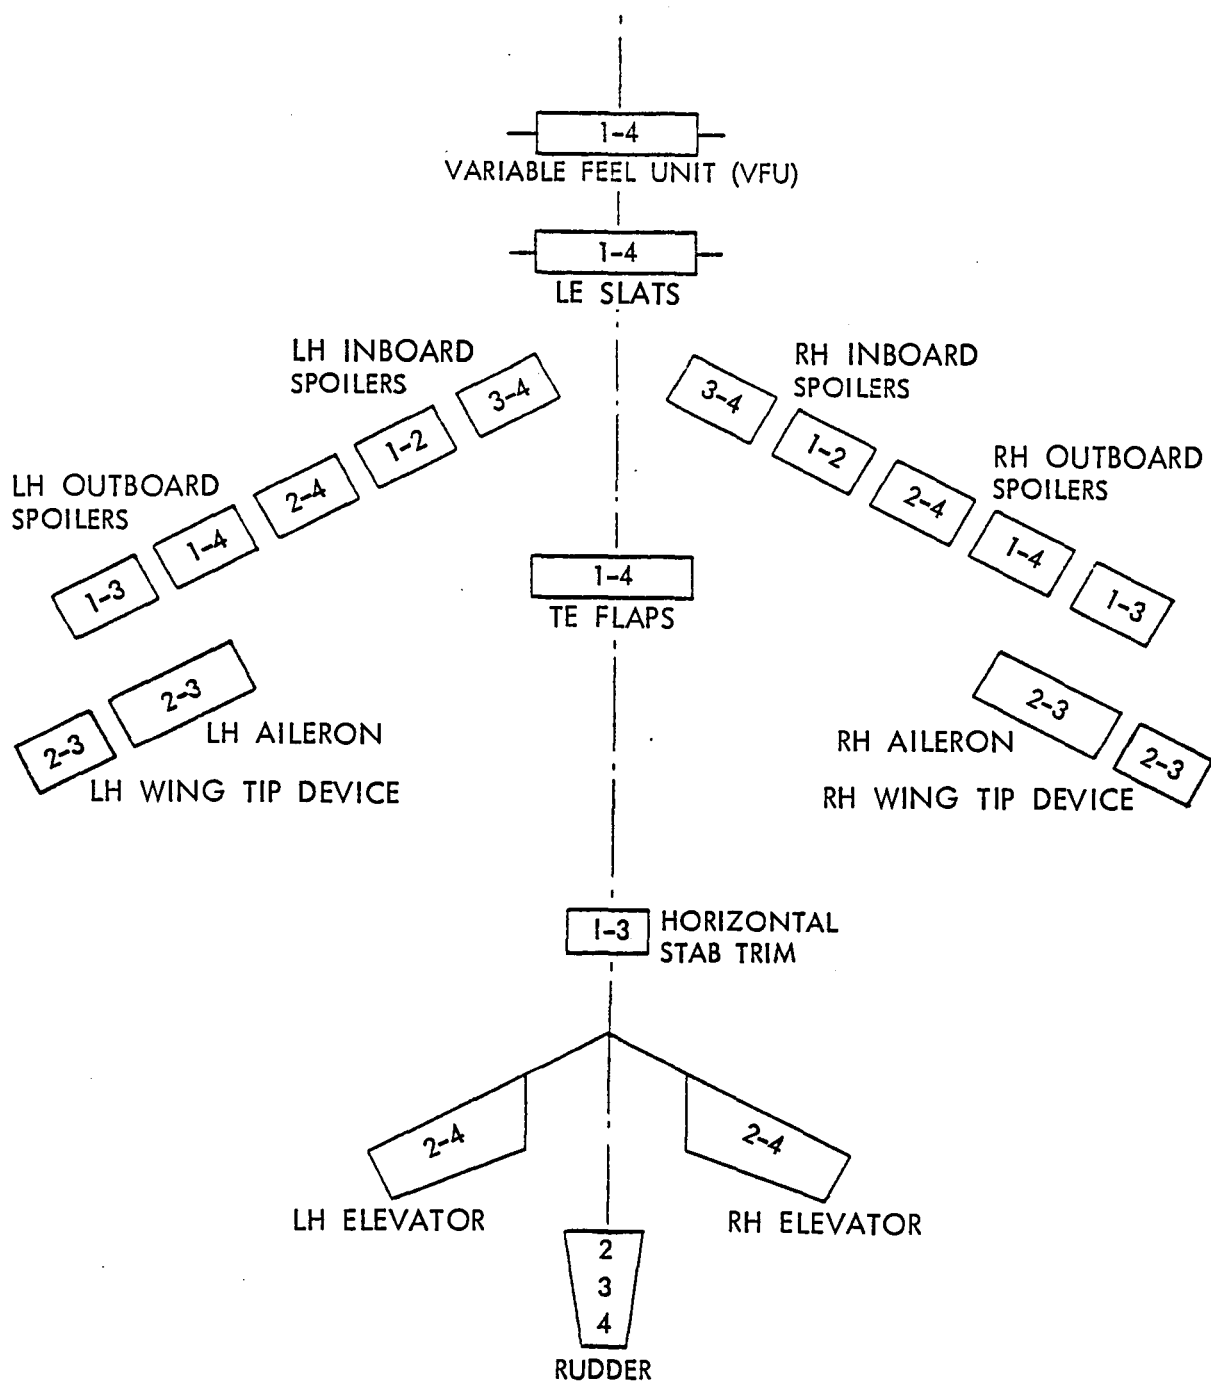 1-4
VARIABLE FEEL UNIT (VFU)
1-4
LE SLATS
LH INBOARD
SPOILERS
3-4
1-2
2-4
LH OUTBOARD
SPOILERS
1-4
1-3
RH INBOARD
SPOILERS
3-4
1-2
2-4
RH OUTBOARD
SPOILERS
1-4
1-3
1-4
TE FLAPS
2-3
LH AILERON
2-3
LH WING TIP DEVICE
2-3
RH AILERON
2-3
RH WING TIP DEVICE
1-3
HORIZONTAL
STAB TRIM
2-4
LH ELEVATOR
2-4
RH ELEVATOR
2
3
4
RUDDER